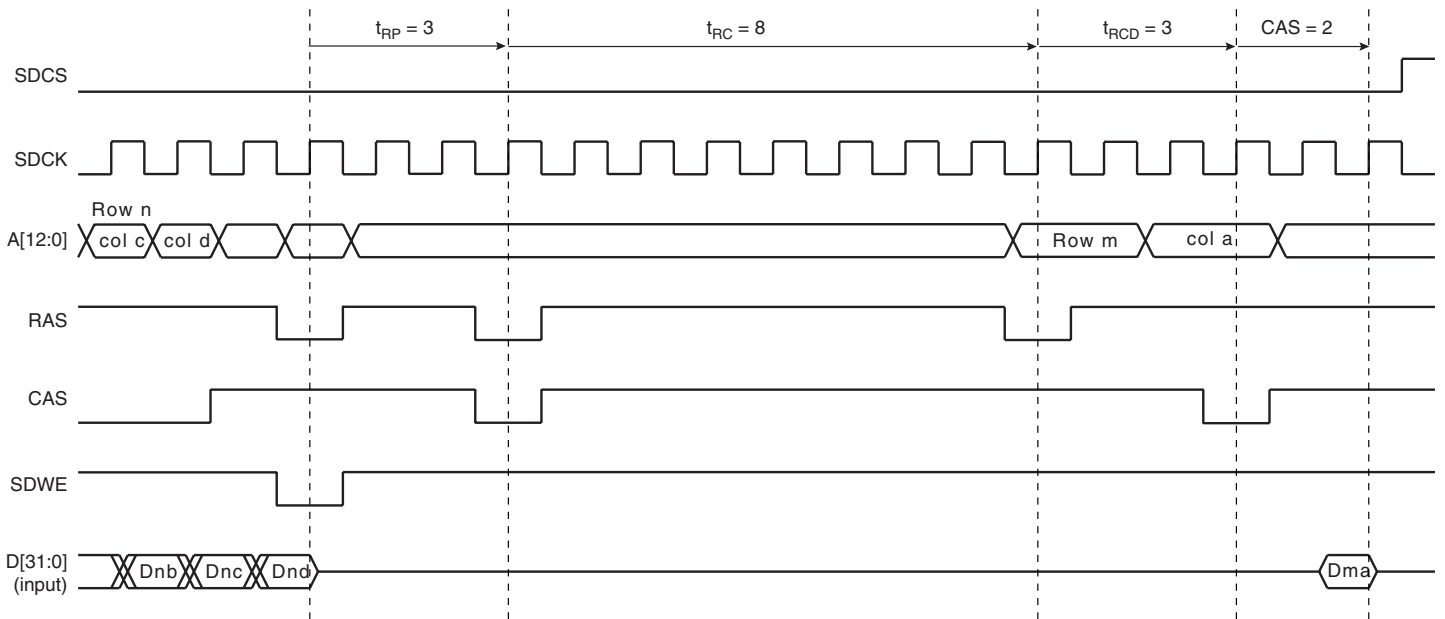 tRP = 3
tRC = 8
tRCD = 3
CAS = 2
SDCS
SDCK
Row n
A[12:0]
col c
col d
Row m
col a
RAS
CAS
SDWE
D[31:0]
(input)
Dnb
Dnc
Dnd
Dma